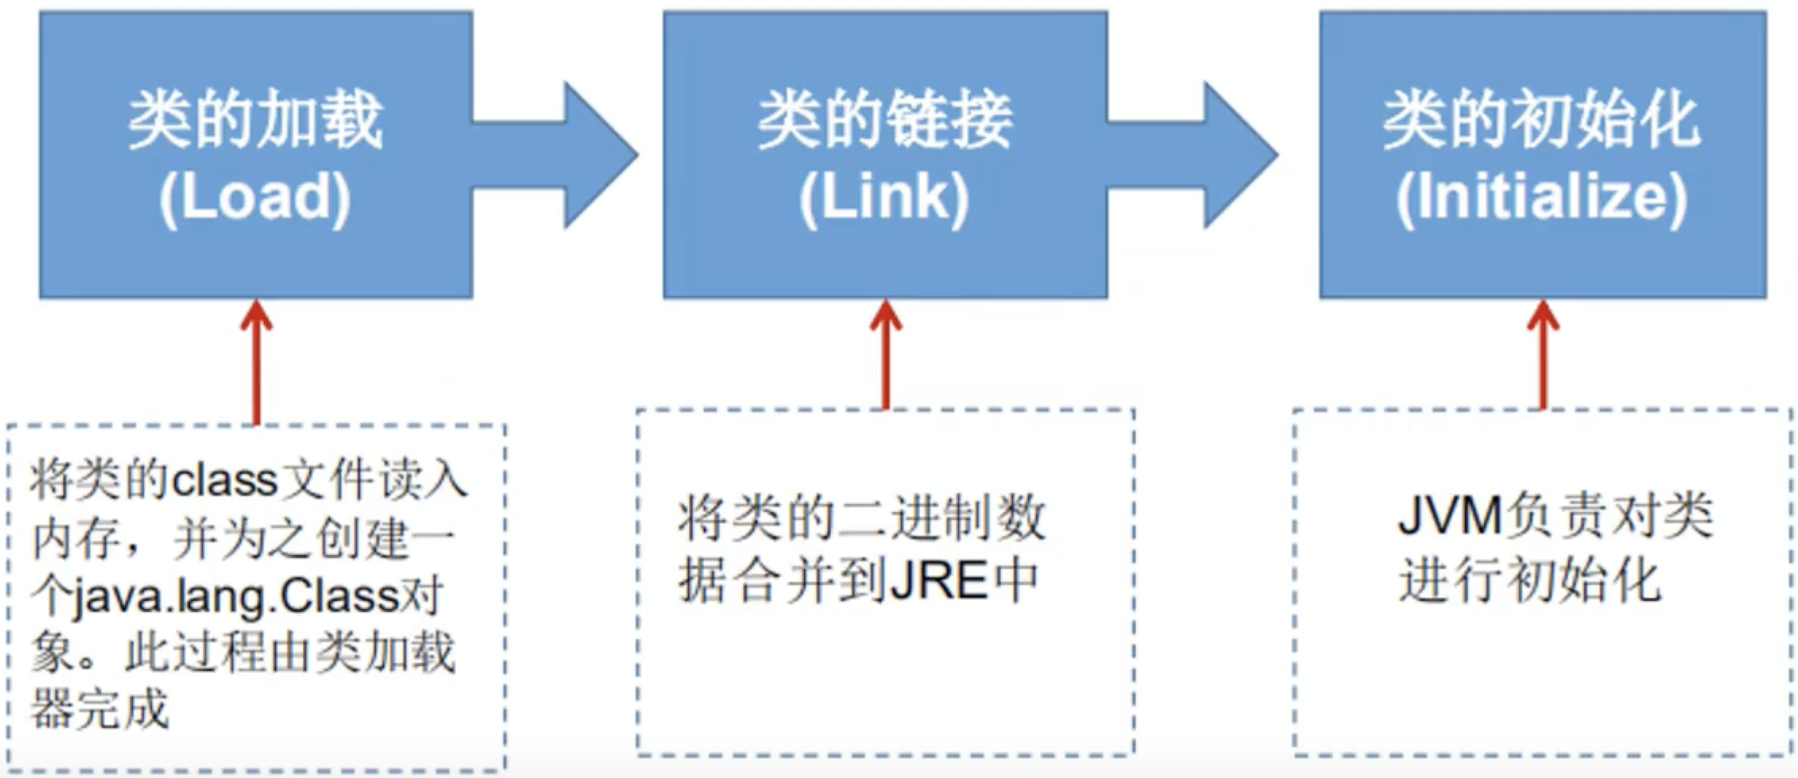 类的加载
(Load)
类的链接
(Link)
类的初始化
(Initialize)
将类的class文件读入
内存，并为之创建一
个java.lang.Class对
象。此过程由类加载
器完成
将类的二进制数
据合并到JRE中
JVM负责对类
进行初始化